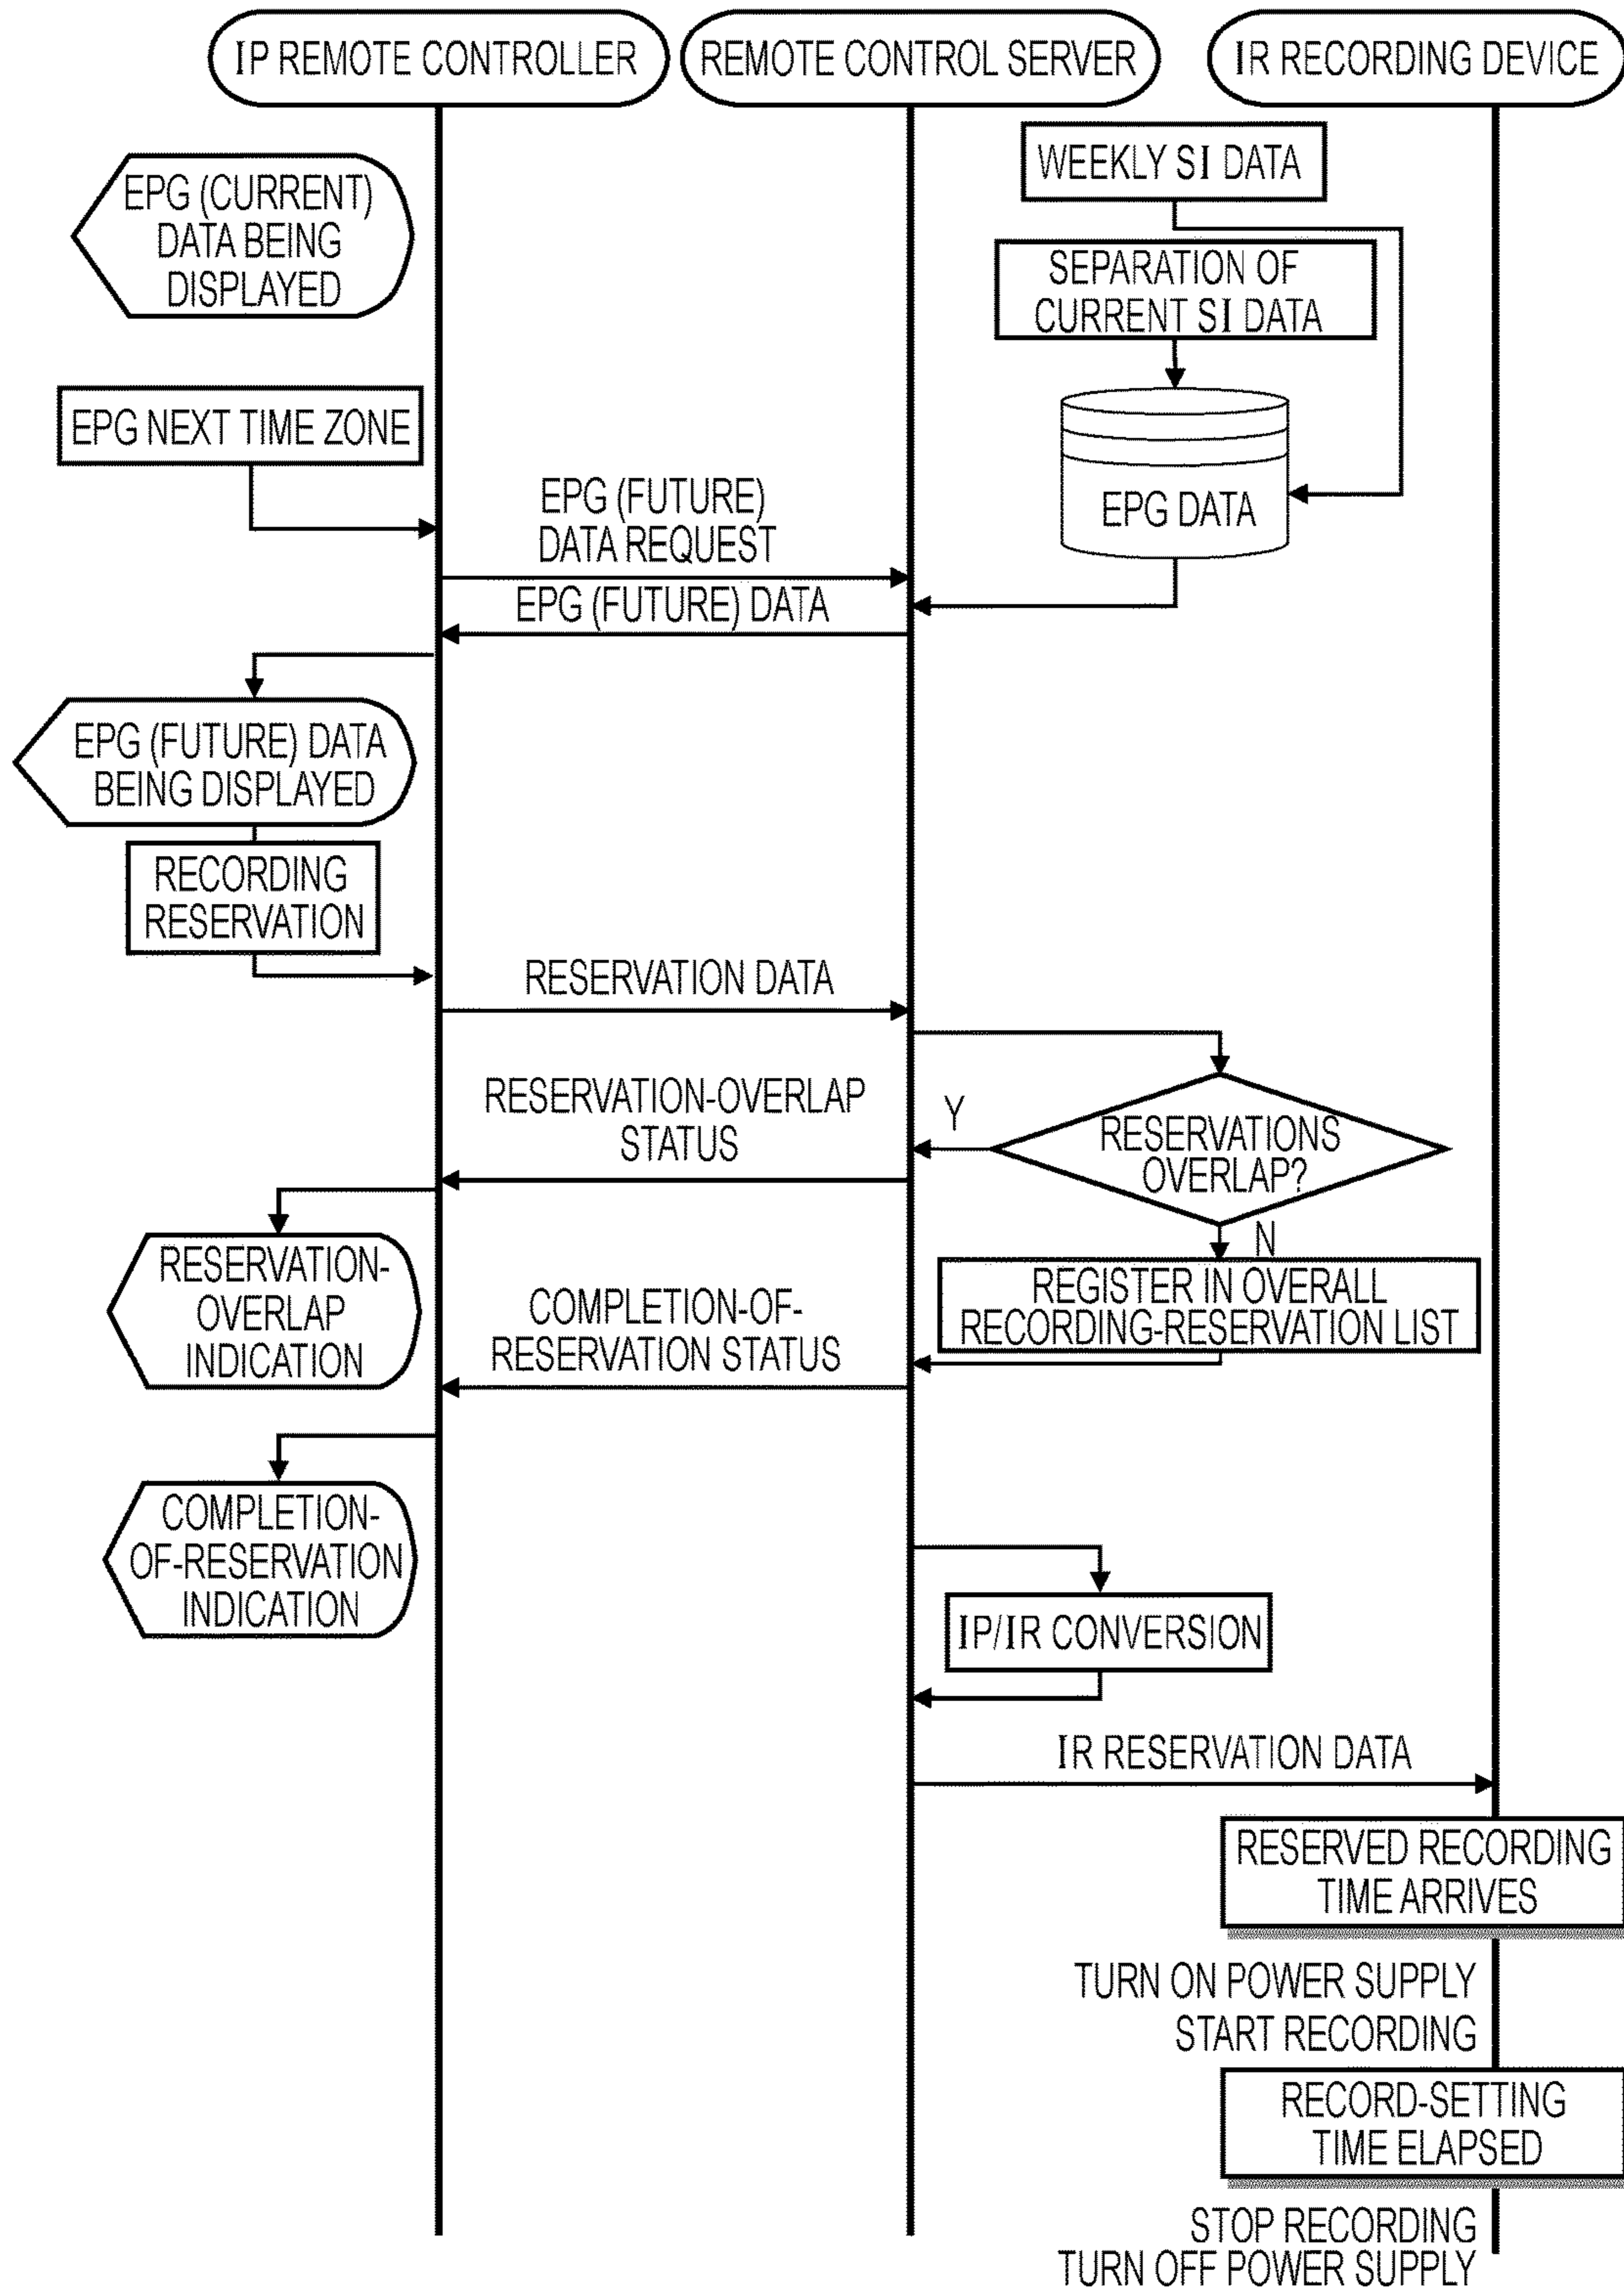 IP REMOTE CONTROLLER
REMOTE CONTROL SERVER
IR RECORDING DEVICE
WEEKLY SI DATA
EPG (CURRENT)
DATA BEING
DISPLAYED
SEPARATION OF
CURRENT SI DATA
EPG NEXT TIME ZONE
EPG DATA
EPG (FUTURE)
DATA REQUEST
EPG (FUTURE) DATA
EPG (FUTURE) DATA
BEING DISPLAYED
RECORDING
RESERVATION
RESERVATION DATA
RESERVATION-OVERLAP
STATUS
Y
RESERVATIONS
OVERLAP?
N
RESERVATION-
OVERLAP
INDICATION
REGISTER IN OVERALL
RECORDING-RESERVATION LIST
COMPLETION-OF-
RESERVATION STATUS
COMPLETION-
OF-RESERVATION
INDICATION
IP/IR CONVERSION
IR RESERVATION DATA
RESERVED RECORDING
TIME ARRIVES
TURN ON POWER SUPPLY
START RECORDING
RECORD-SETTING
TIME ELAPSED
STOP RECORDING
TURN OFF POWER SUPPLY